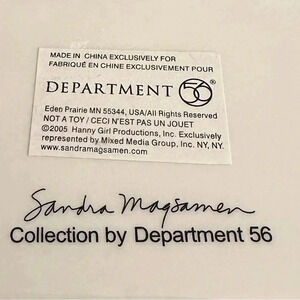 MADE IN CHINA EXCLUSIVELY FOR
FABRIQUÉ EN CHINE EXCLUSIVEMENT POUR
DEPARTMENT 56®
Eden Prairie MN 55344, USA/All Rights Reserved
NOT A TOY / CECI N'EST PAS UN JOUET
©2005 Hanny Girl Productions, Inc. Exclusively
represented by Mixed Media Group, Inc. NY, NY.
www.sandramagsamen.com
Sandra Magsamen
Collection by Department 56